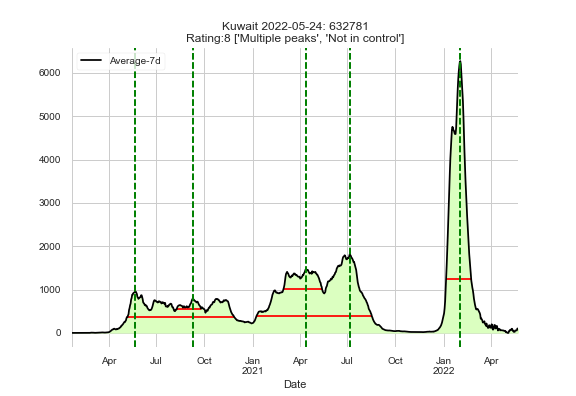 Kuwait 2022-05-24: 632781
Rating:8 ['Multiple peaks', 'Not in control']
Average-7d
6000
5000
4000
3000
2000
1000
0
Apr Jul Oct Jan Apr Jul Oct Jan Apr
2021 2022
Date